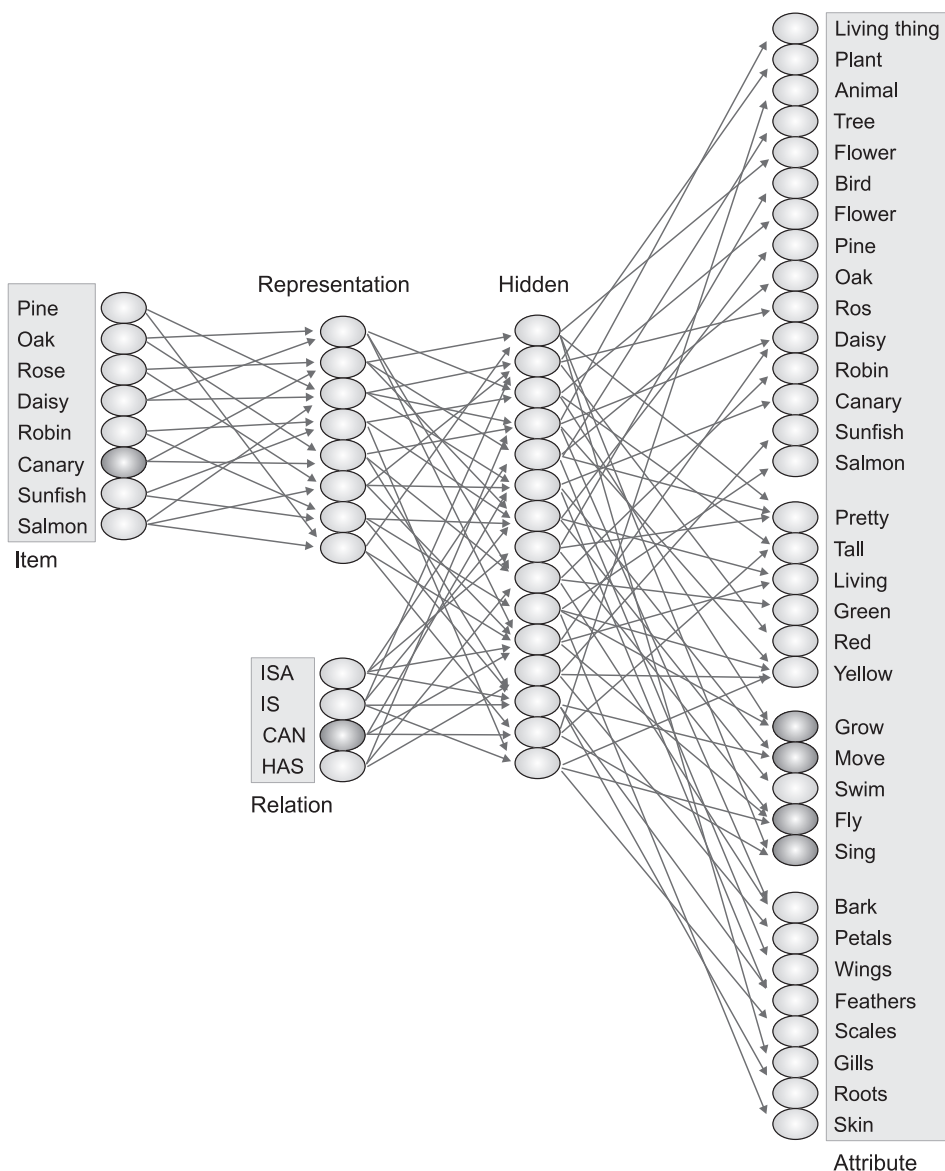 Living thing
Plant
Animal
Tree
Flower
Bird
Flower
Pine
Oak
Ros
Daisy
Robin
Canary
Sunfish
Salmon
Pretty
Tall
Living
Green
Red
Yellow
Grow
Move
Swim
Fly
Sing
Bark
Petals
Wings
Feathers
Scales
Gills
Roots
Skin
Attribute
Representation
Hidden
Pine
Oak
Rose
Daisy
Robin
Canary
Sunfish
Salmon
Item
ISA
IS
CAN
HAS
Relation